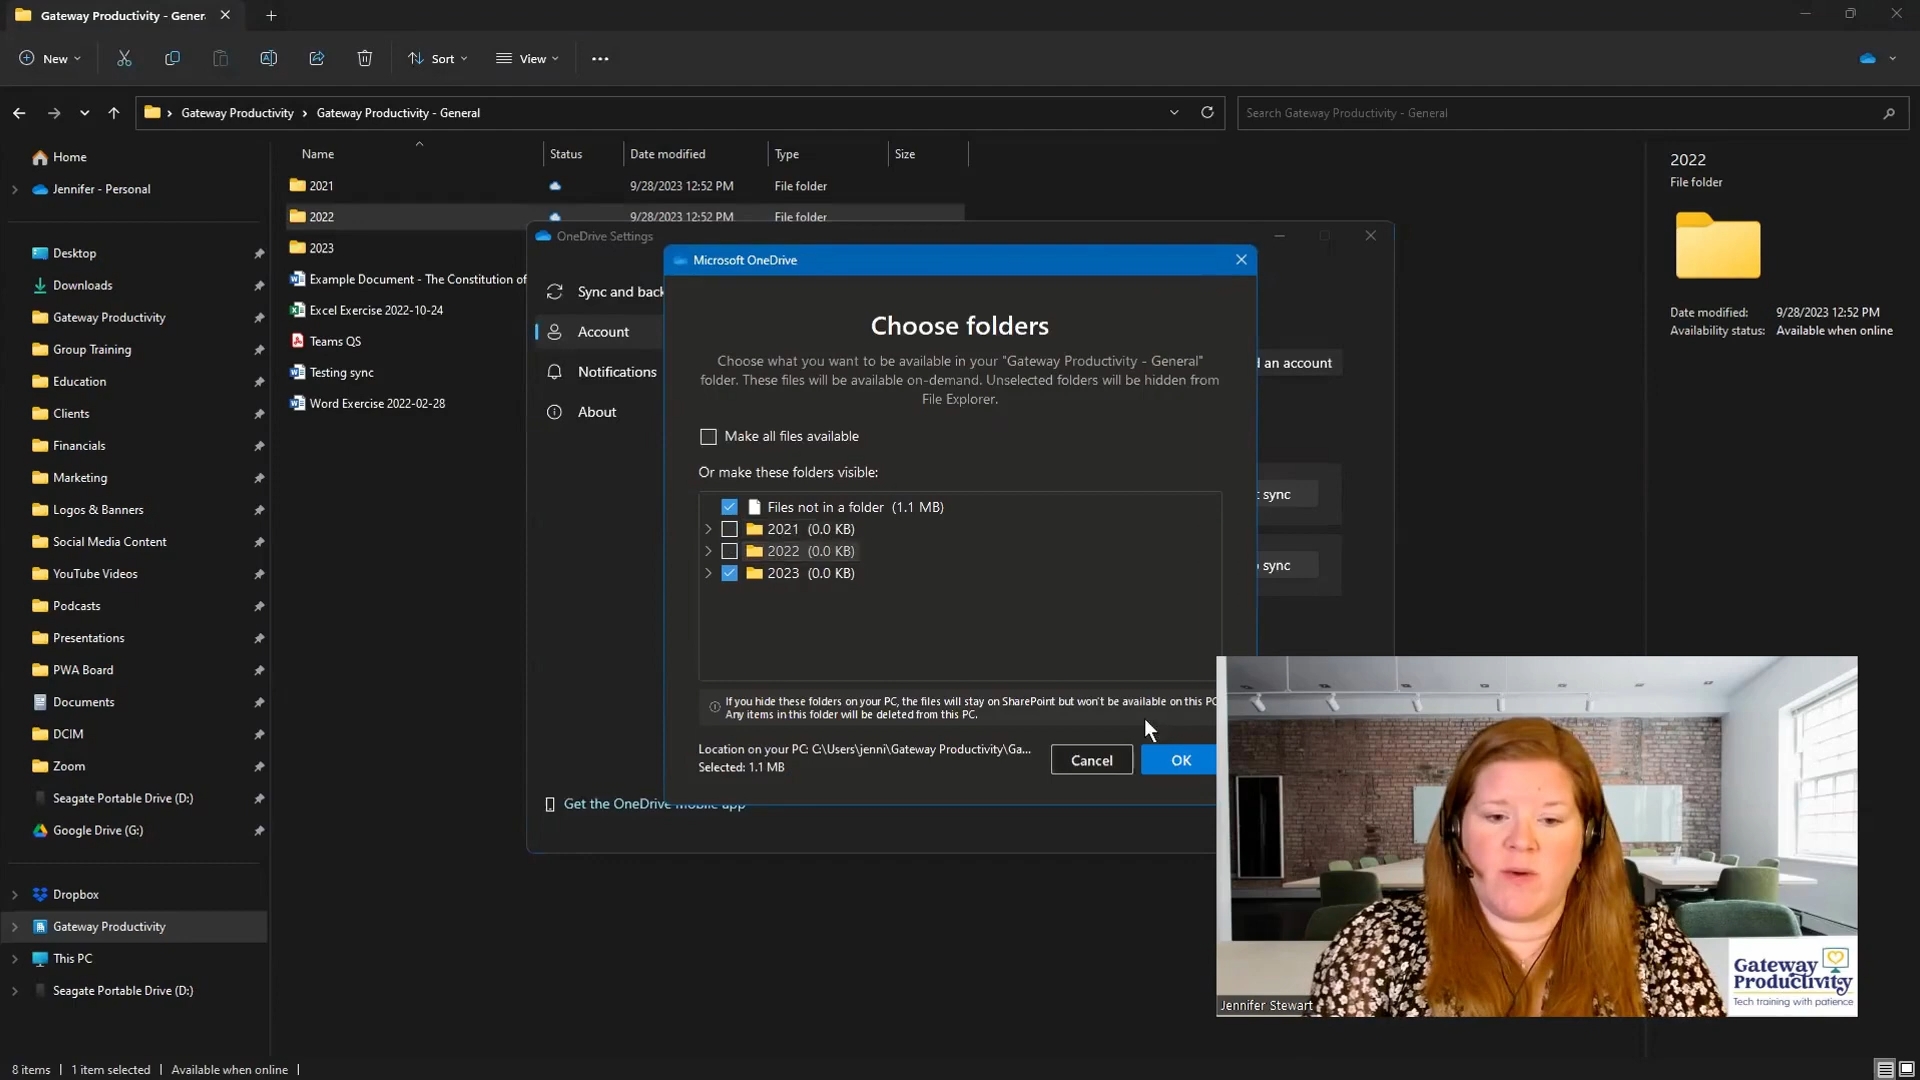 Gateway Productivity - Gener
New
Sort
View
Gateway Productivity
Gateway Productivity - General
Search Gateway Productivity - General
Home
Jennifer - Personal
Desktop
Downloads
Gateway Productivity
Group Training
Education
Clients
Financials
Marketing
Logos & Banners
Social Media Content
YouTube Videos
Podcasts
Presentations
PWA Board
Documents
DCIM
Zoom
Seagate Portable Drive (D:)
Google Drive (G:)
Dropbox
Gateway Productivity
This PC
Seagate Portable Drive (D:)
Name Status Date modified Type Size
2021 9/28/2023 12:52 PM File folder
2022 9/28/2023 12:52 PM File folder
2023
Example Document - The Constitution of
Excel Exercise 2022-10-24
Teams QS
Testing sync
Word Exercise 2022-02-28
OneDrive Settings
Sync and back
Account
Notifications
About
d an account
sync
sync
Get the OneDrive mobile app
Microsoft OneDrive
Choose folders
Choose what you want to be available in your "Gateway Productivity - General"
folder. These files will be available on-demand. Unselected folders will be hidden from
File Explorer.
Make all files available
Or make these folders visible:
Files not in a folder (1.1 MB)
2021 (0.0 KB)
2022 (0.0 KB)
2023 (0.0 KB)
If you hide these folders on your PC, the files will stay on SharePoint but won't be available on this PC
Any items in this folder will be deleted from this PC.
Location on your PC: C:\Users\jenni\Gateway Productivity\Ga...
Selected: 1.1 MB
Cancel
OK
2022
File folder
Date modified: 9/28/2023 12:52 PM
Availability status: Available when online
Jennifer Stewart
Gateway
Productivity
Tech training with patience
8 items
1 item selected
Available when online